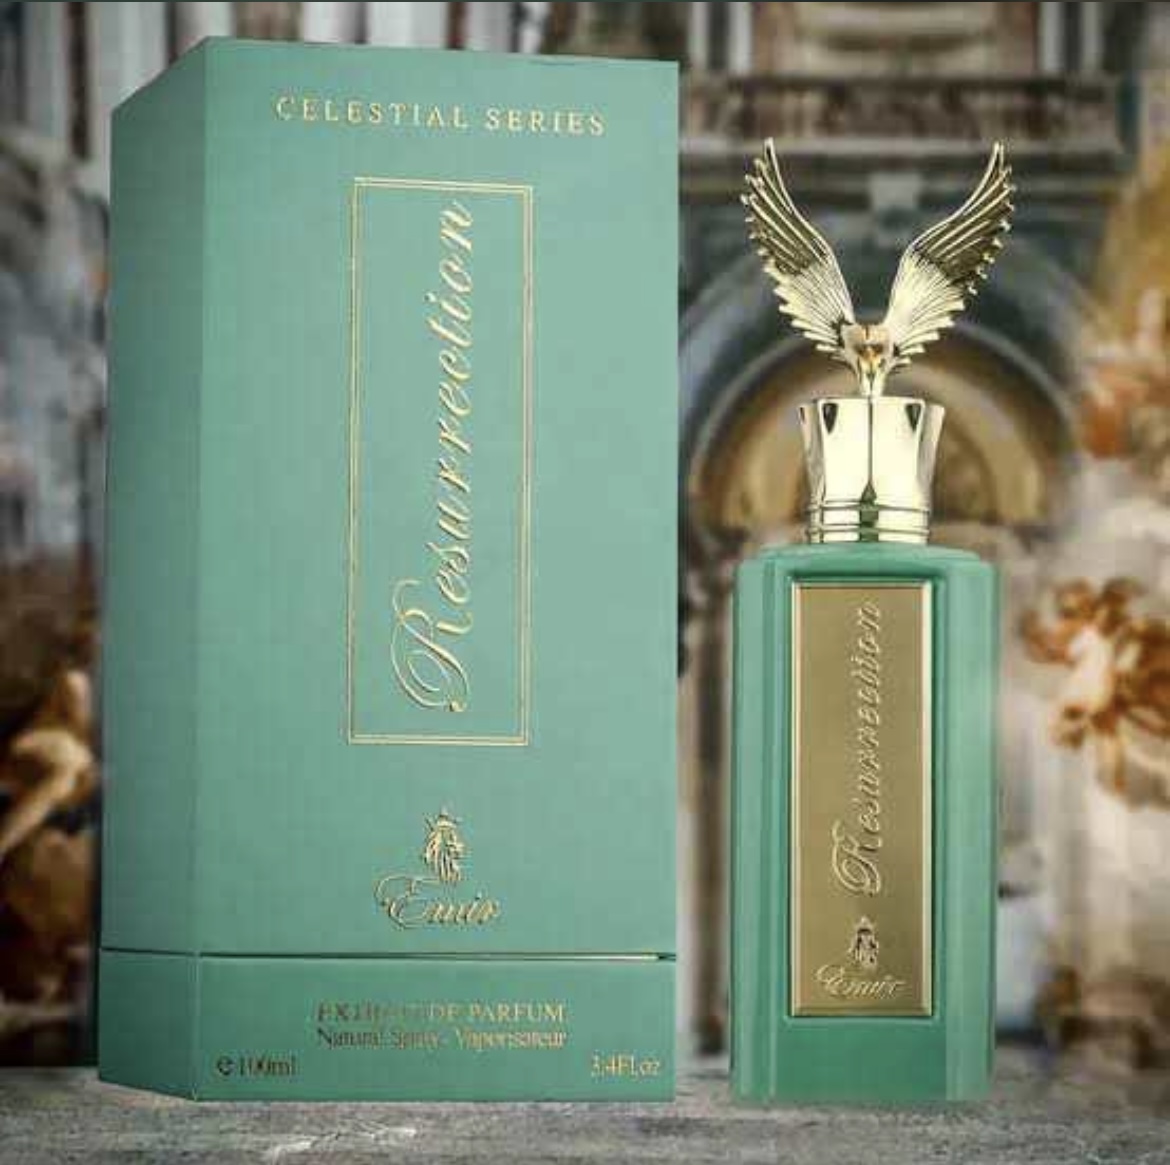 CELESTIAL SERIES
Resurrection
Emir
EXTRAIT DE PARFUM
Natural Spray - Vaporisateur
e 100ml
3.4Fl.oz
Resurrection
Emir